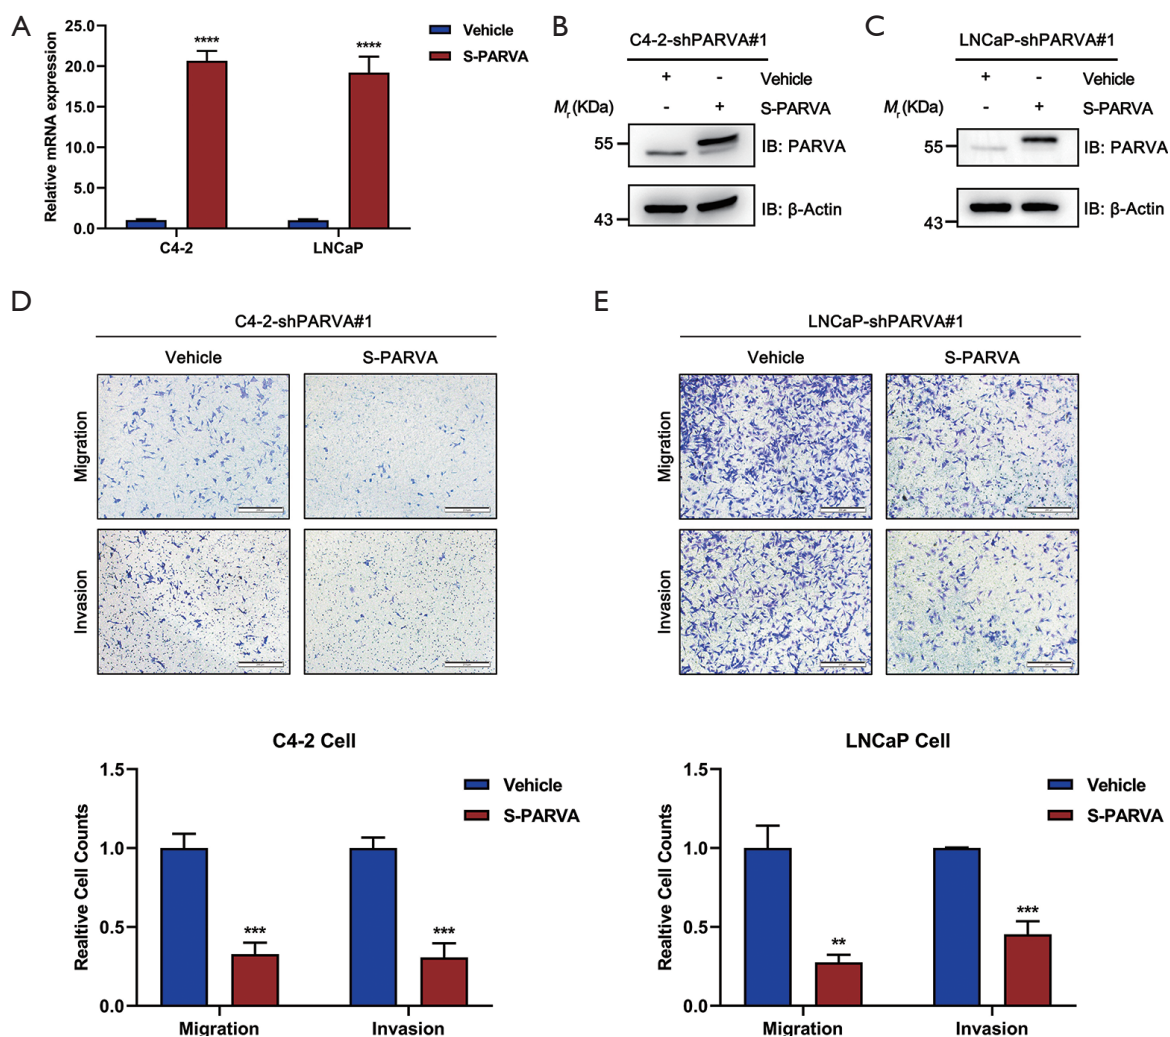 A
25.0
20.0
15.0
10.0
5.0
0.0
Relative mRNA expression
****
****
C4-2
LNCaP
Vehicle
S-PARVA
B
C4-2-shPARVA#1
+ - Vehicle
Mr (KDa) - + S-PARVA
55 IB: PARVA
43 IB: β-Actin
C
LNCaP-shPARVA#1
+ - Vehicle
Mr (KDa) - + S-PARVA
55 IB: PARVA
43 IB: β-Actin
D
C4-2-shPARVA#1
Vehicle S-PARVA
Migration
Invasion
E
LNCaP-shPARVA#1
Vehicle S-PARVA
Migration
Invasion
C4-2 Cell
1.5
1.0
0.5
0.0
Realtive Cell Counts
***
***
Migration Invasion
Vehicle
S-PARVA
LNCaP Cell
1.5
1.0
0.5
0.0
Realtive Cell Counts
**
***
Migration Invasion
Vehicle
S-PARVA